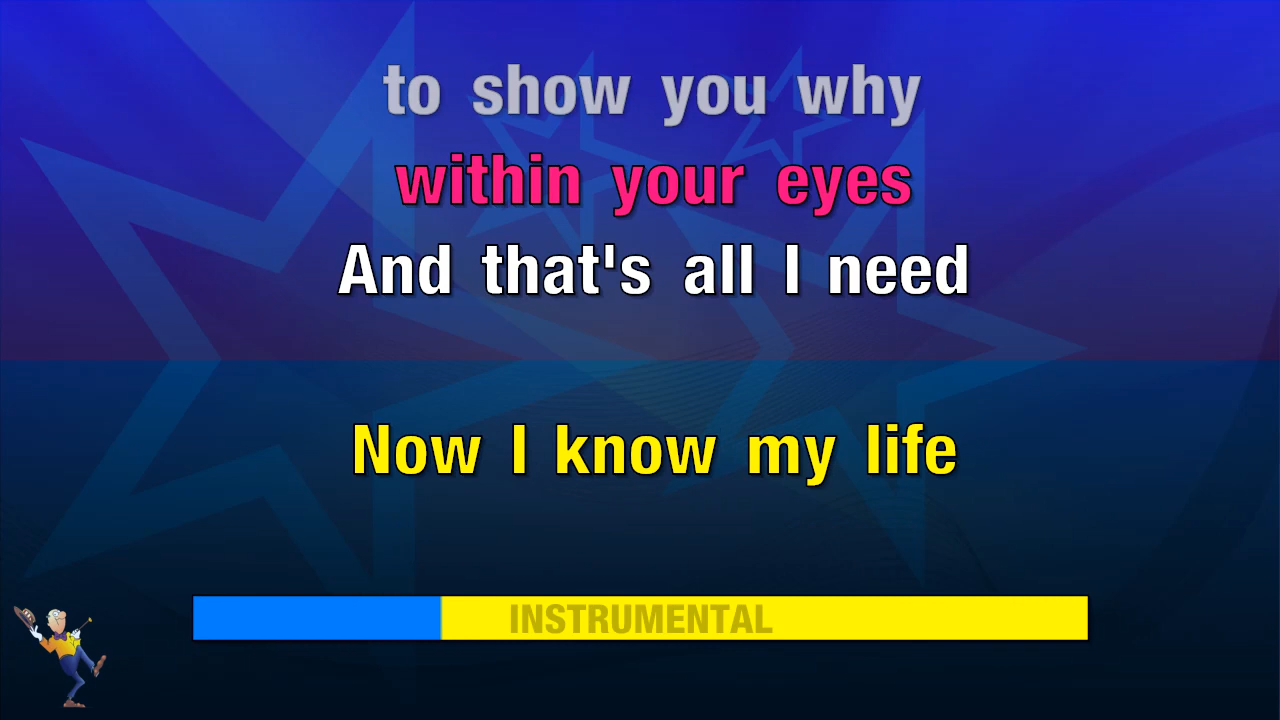 to show you why
within your eyes
And that's all I need
Now I know my life
INSTRUMENTAL